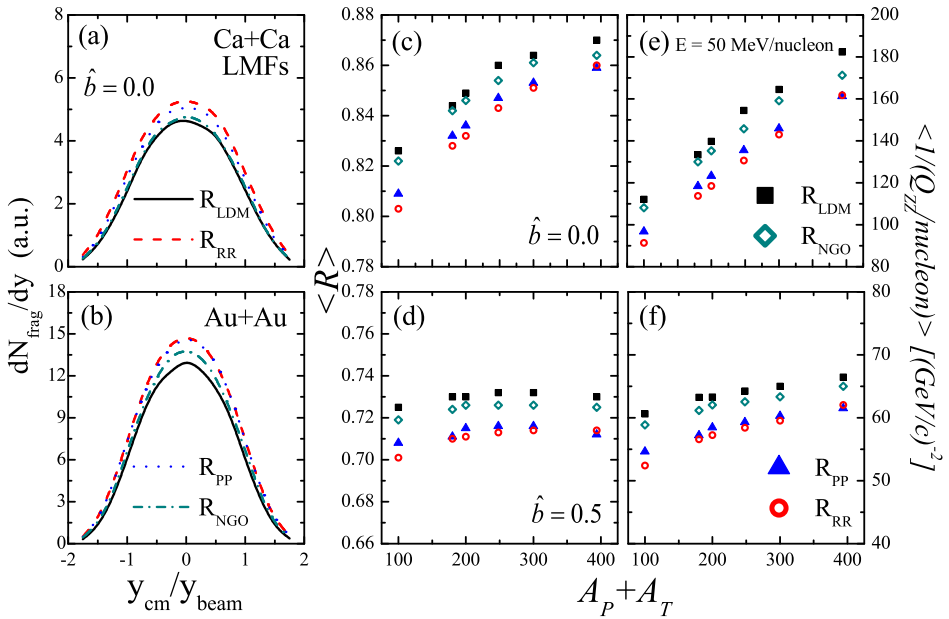 (a)
Ca+Ca
LMFs
b̂ = 0.0
R_LDM
R_RR
8
6
4
2
0
(b)
Au+Au
R_PP
R_NGO
18
15
12
9
6
3
0
-2 -1 0 1 2
y_cm/y_beam
dN_frag/dy (a.u.)
(c)
b̂ = 0.0
0.88
0.86
0.84
0.82
0.80
0.78
(d)
b̂ = 0.5
0.76
0.74
0.72
0.70
0.68
0.66
100 200 300 400
<R>
(e)
E = 50 MeV/nucleon
R_LDM
R_NGO
200
180
160
140
120
100
80
(f)
R_PP
R_RR
80
70
60
50
40
100 200 300 400
A_P+A_T
<1/(Q_ZZ/nucleon)> [(GeV/c)^-2]